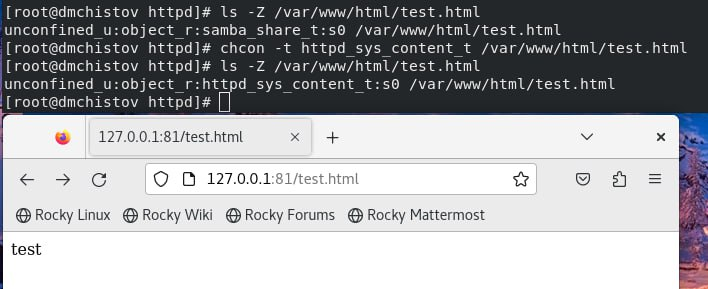 [root@dmchistov httpd]# ls -Z /var/www/html/test.html
unconfined_u:object_r:samba_share_t:s0 /var/www/html/test.html
[root@dmchistov httpd]# chcon -t httpd_sys_content_t /var/www/html/test.html
[root@dmchistov httpd]# ls -Z /var/www/html/test.html
unconfined_u:object_r:httpd_sys_content_t:s0 /var/www/html/test.html
[root@dmchistov httpd]#
127.0.0.1:81/test.html
127.0.0.1:81/test.html
Rocky Linux Rocky Wiki Rocky Forums Rocky Mattermost
test